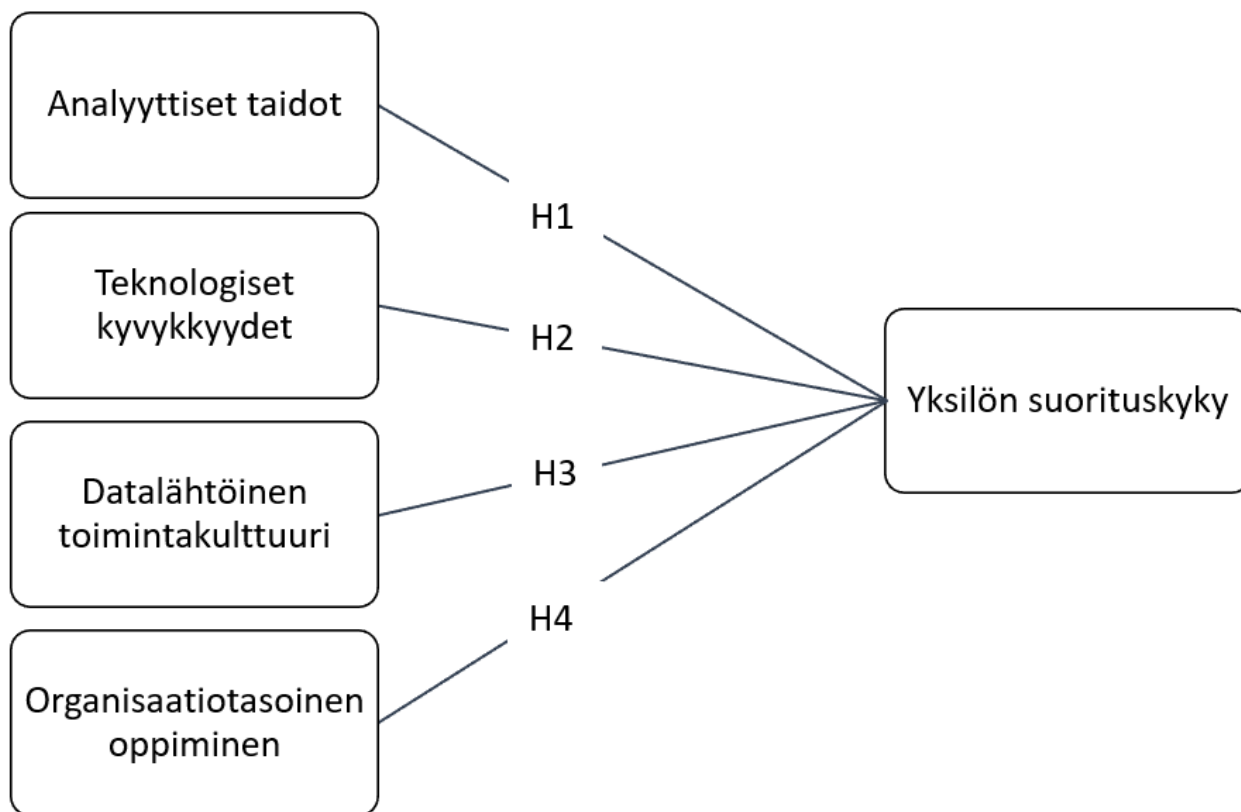 Analyyttiset taidot
H1
Teknologiset
kyvykkyydet
H2
Yksilön suorituskyky
Datalähtöinen
toimintakulttuuri
H3
Organisaatiotasoinen
oppiminen
H4